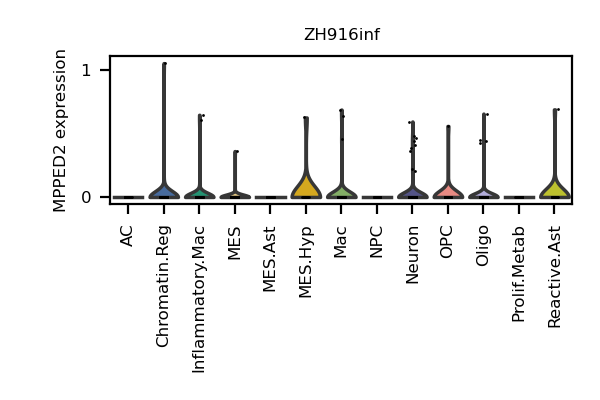 ZH916inf
MPPED2 expression
1
0
AC
Chromatin.Reg
Inflammatory.Mac
MES
MES.Ast
MES.Hyp
Mac
NPC
Neuron
OPC
Oligo
Prolif.Metab
Reactive.Ast